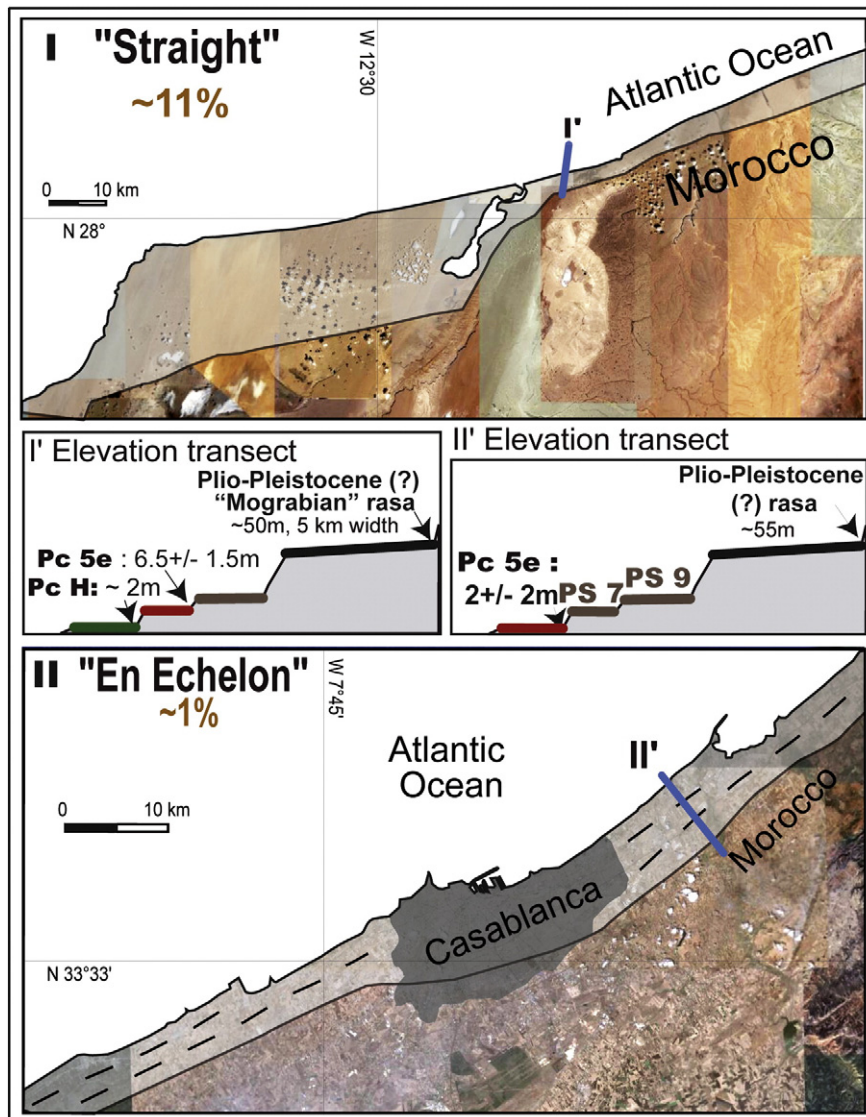 I "Straight"
~11%
W 12°30
Atlantic Ocean
I'
Morocco
0 10 km
N 28°
I' Elevation transect
Plio-Pleistocene (?)
“Mograbian” rasa
~50m, 5 km width
Pc 5e : 6.5+/- 1.5m
Pc H: ~ 2m
II' Elevation transect
Plio-Pleistocene
(?) rasa
~55m
Pc 5e :
2+/- 2m
PS 7
PS 9
II "En Echelon"
~1%
W 7°45'
Atlantic
Ocean
II'
0 10 km
Morocco
Casablanca
N 33°33'